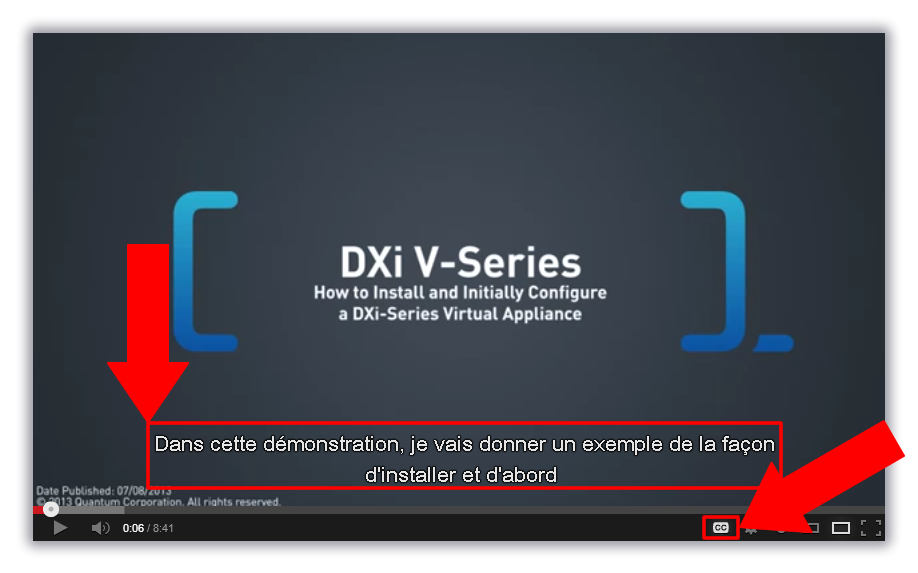 DXi V-Series
How to Install and Initially Configure
a DXi-Series Virtual Appliance
Dans cette démonstration, je vais donner un exemple de la façon
d'installer et d'abord
Date Published: 07/08/2013
© 2013 Quantum Corporation. All rights reserved.
0:06 / 8:41
CC